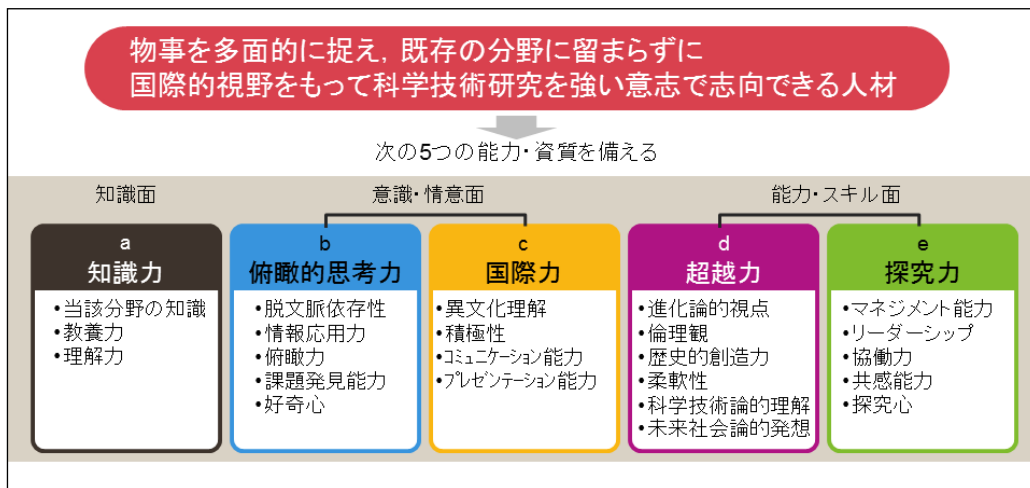 物事を多面的に捉え，既存の分野に留まらずに
国際的視野をもって科学技術研究を強い意志で志向できる人材
次の5つの能力・資質を備える
知識面
意識・情意面
能力・スキル面
a
知識力
•当該分野の知識
•教養力
•理解力
b
俯瞰的思考力
•脱文脈依存性
•情報応用力
•俯瞰力
•課題発見能力
•好奇心
c
国際力
•異文化理解
•積極性
•ｺﾐｭﾆｹｰｼｮﾝ能力
•ﾌﾟﾚｾﾞﾝﾃｰｼｮﾝ能力
d
超越力
•進化論的視点
•倫理観
•歴史的創造力
•柔軟性
•科学技術論的理解
•未来社会論的発想
e
探究力
•マネジメント能力
•リーダーシップ
•協働力
•共感能力
•探究心